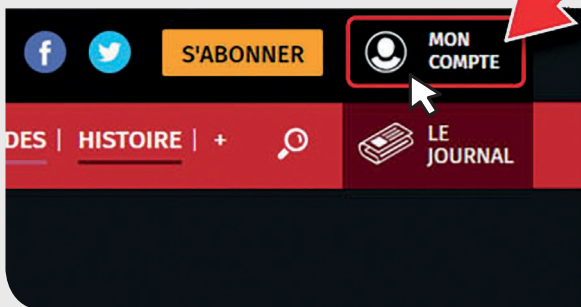 S'ABONNER
MON
COMPTE
DES | HISTOIRE | +
LE
JOURNAL